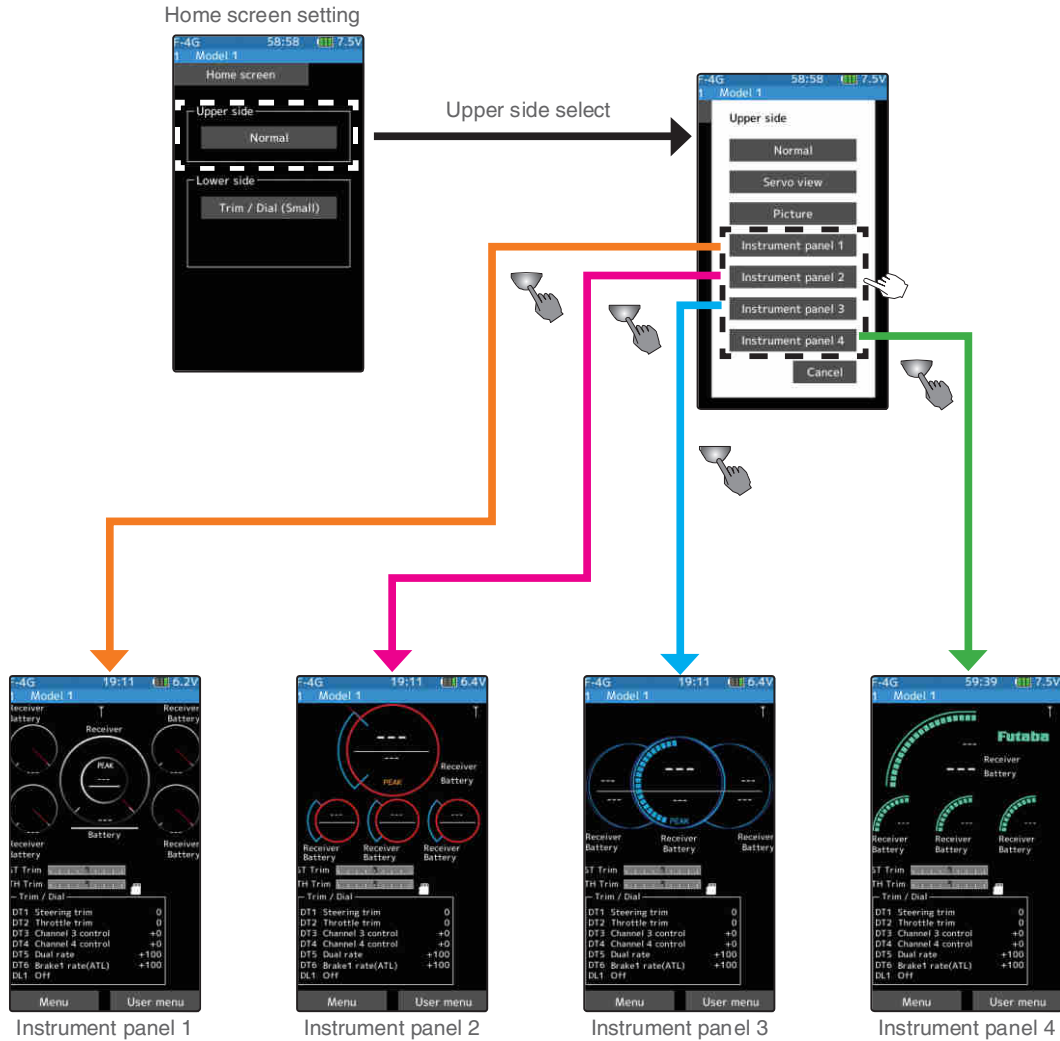 Home screen setting
F-4G 58:58 7.5V
1 Model 1
Home screen
Upper side
Normal
Lower side
Trim / Dial (Small)
Upper side select
F-4G 58:58 7.5V
1 Model 1
Upper side
Normal
Servo view
Picture
Instrument panel 1
Instrument panel 2
Instrument panel 3
Instrument panel 4
Cancel
F-4G 19:11 6.2V
1 Model 1
Receiver Receiver
Battery Battery
Receiver
PEAK
---
---
---
---
---
Battery
Receiver Receiver
Battery Battery
ST Trim
TH Trim
Trim / Dial
DT1 Steering trim 0
DT2 Throttle trim 0
DT3 Channel 3 control +0
DT4 Channel 4 control +0
DT5 Dual rate +100
DT6 Brake1 rate(ATL) +100
DL1 Off
Menu User menu
Instrument panel 1
F-4G 19:11 6.4V
1 Model 1
---
---
Receiver
PEAK Battery
--- --- ---
Receiver Receiver Receiver
Battery Battery Battery
ST Trim
TH Trim
Trim / Dial
DT1 Steering trim 0
DT2 Throttle trim 0
DT3 Channel 3 control +0
DT4 Channel 4 control +0
DT5 Dual rate +100
DT6 Brake1 rate(ATL) +100
DL1 Off
Menu User menu
Instrument panel 2
F-4G 19:11 6.4V
1 Model 1
--- --- ---
--- --- ---
PEAK
Receiver Receiver Receiver
Battery Battery Battery
ST Trim
TH Trim
Trim / Dial
DT1 Steering trim 0
DT2 Throttle trim 0
DT3 Channel 3 control +0
DT4 Channel 4 control +0
DT5 Dual rate +100
DT6 Brake1 rate(ATL) +100
DL1 Off
Menu User menu
Instrument panel 3
F-4G 59:39 7.5V
1 Model 1
Futaba
---
Receiver
--- Battery
--- --- ---
Receiver Receiver Receiver
Battery Battery Battery
ST Trim
TH Trim
Trim / Dial
DT1 Steering trim 0
DT2 Throttle trim 0
DT3 Channel 3 control +0
DT4 Channel 4 control +0
DT5 Dual rate +100
DT6 Brake1 rate(ATL) +100
DL1 Off
Menu User menu
Instrument panel 4